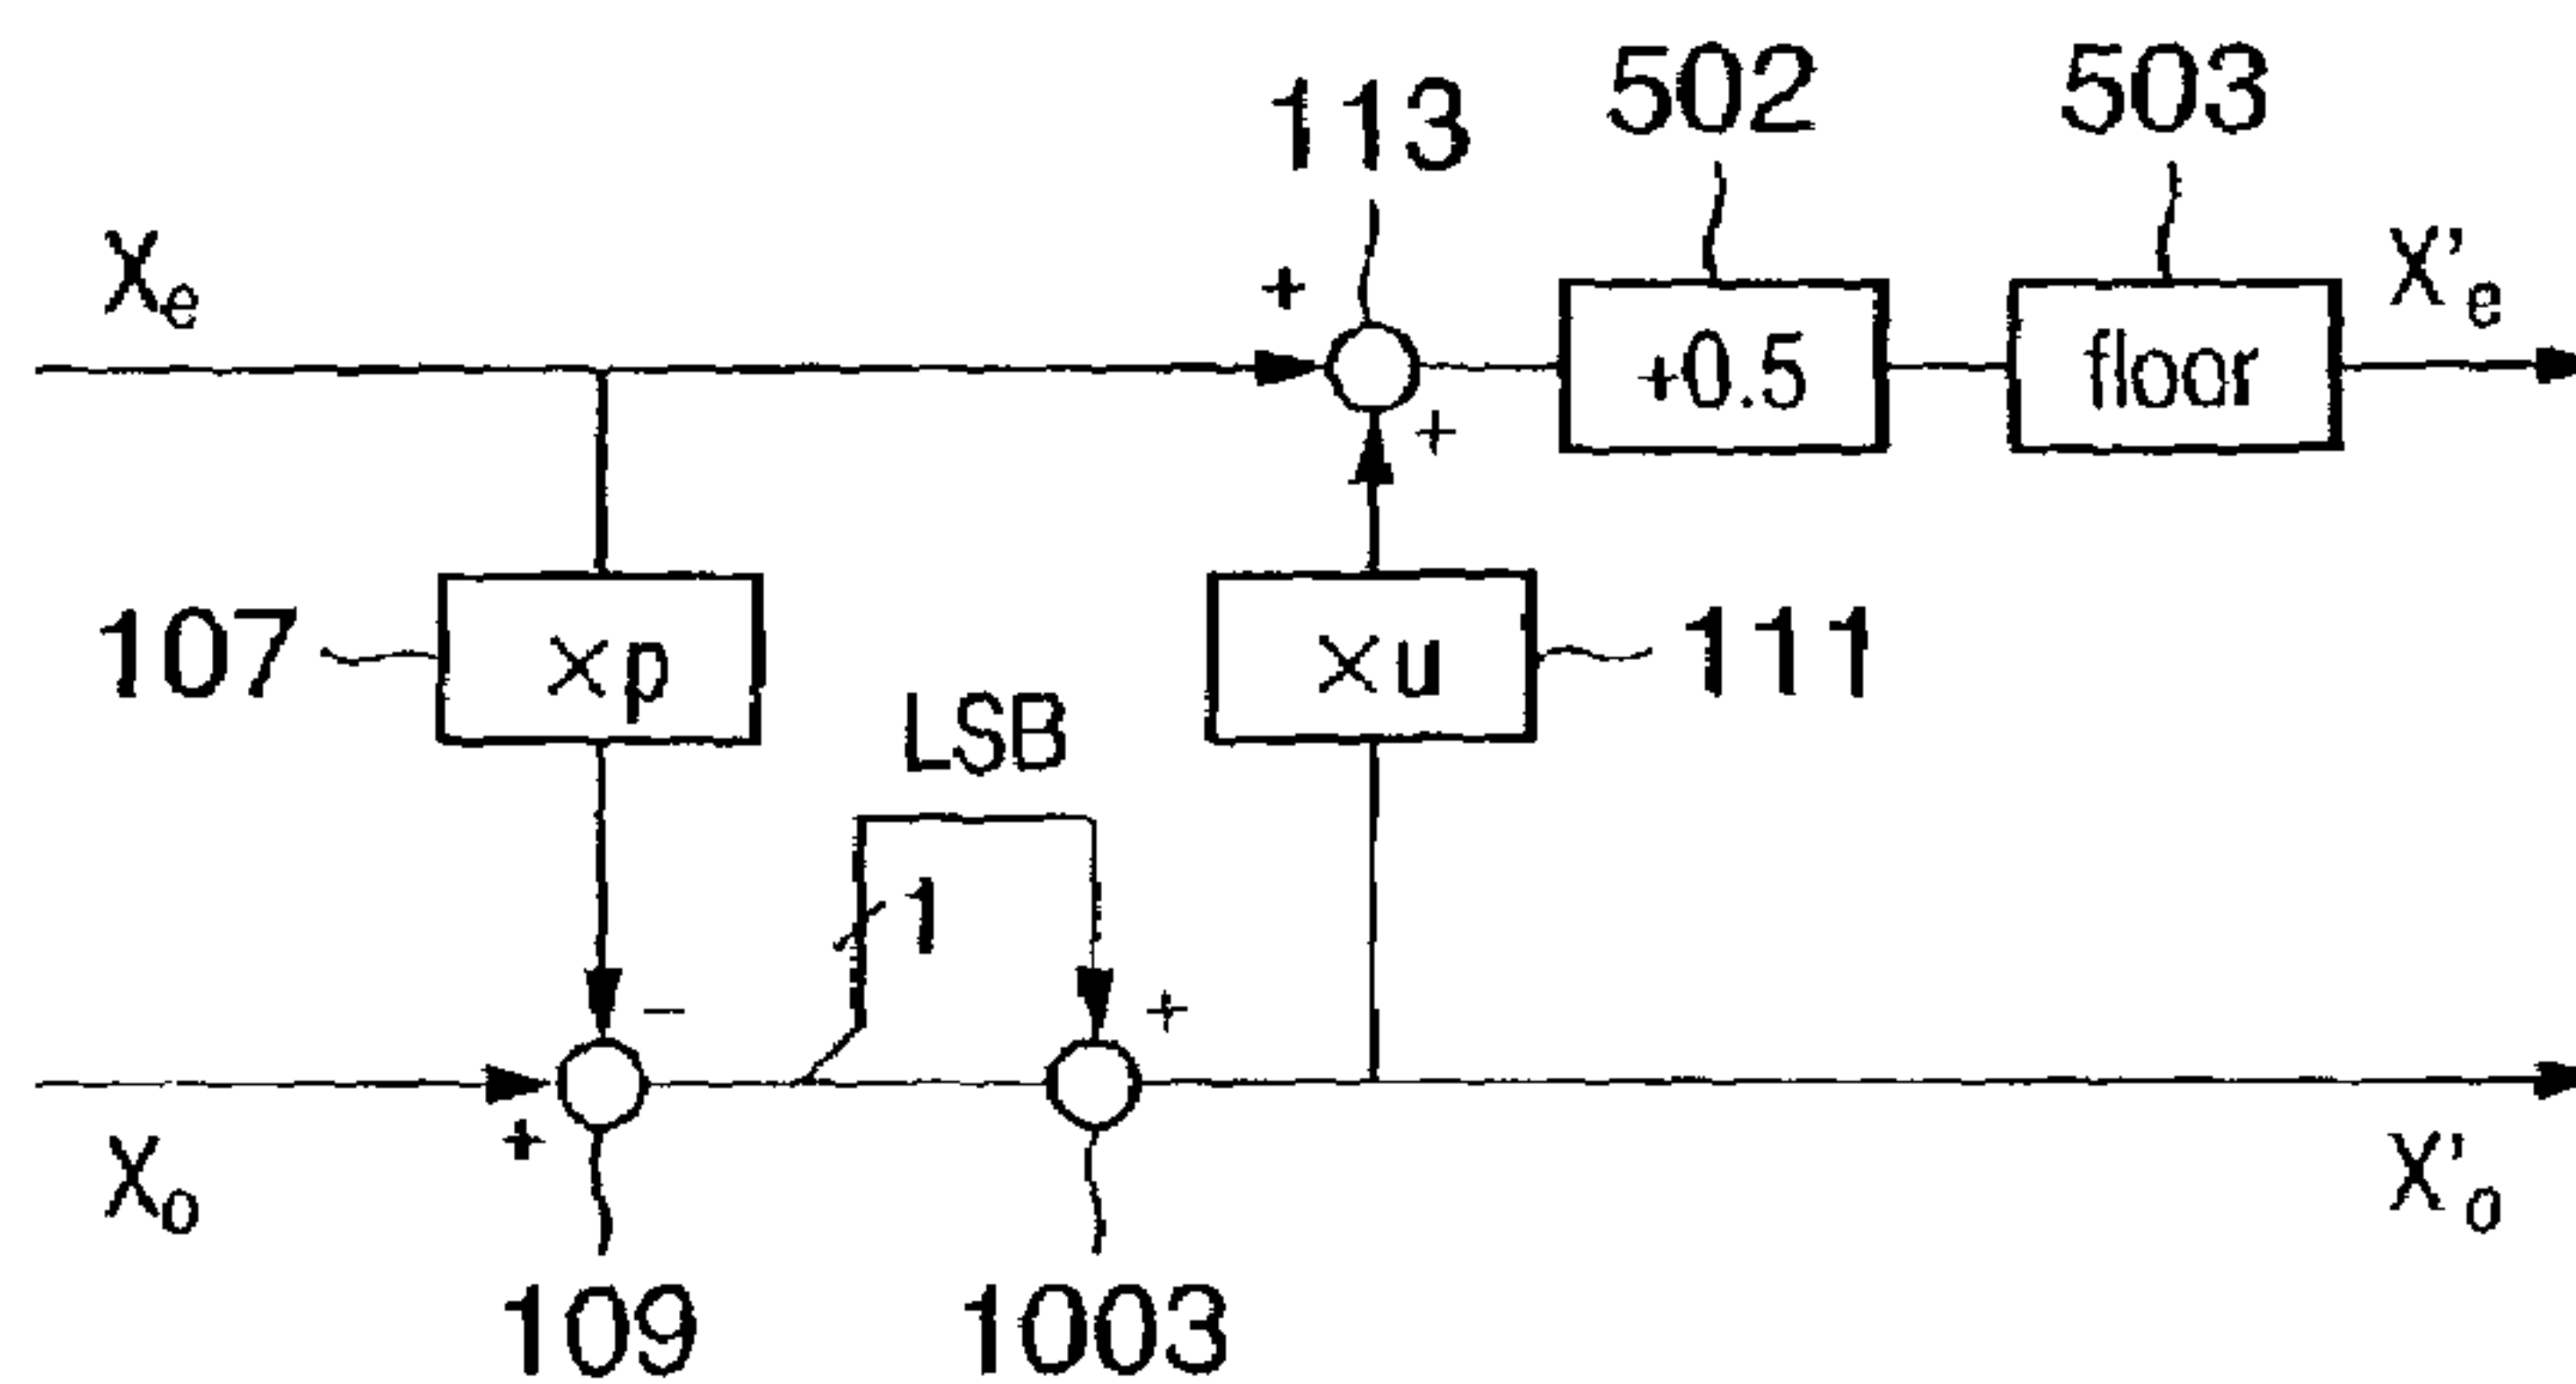 113
502
503
Xe
+
+0.5
floor
X'e
+
107
×p
×u
111
LSB
1
−
+
+
Xo
X'o
109
1003